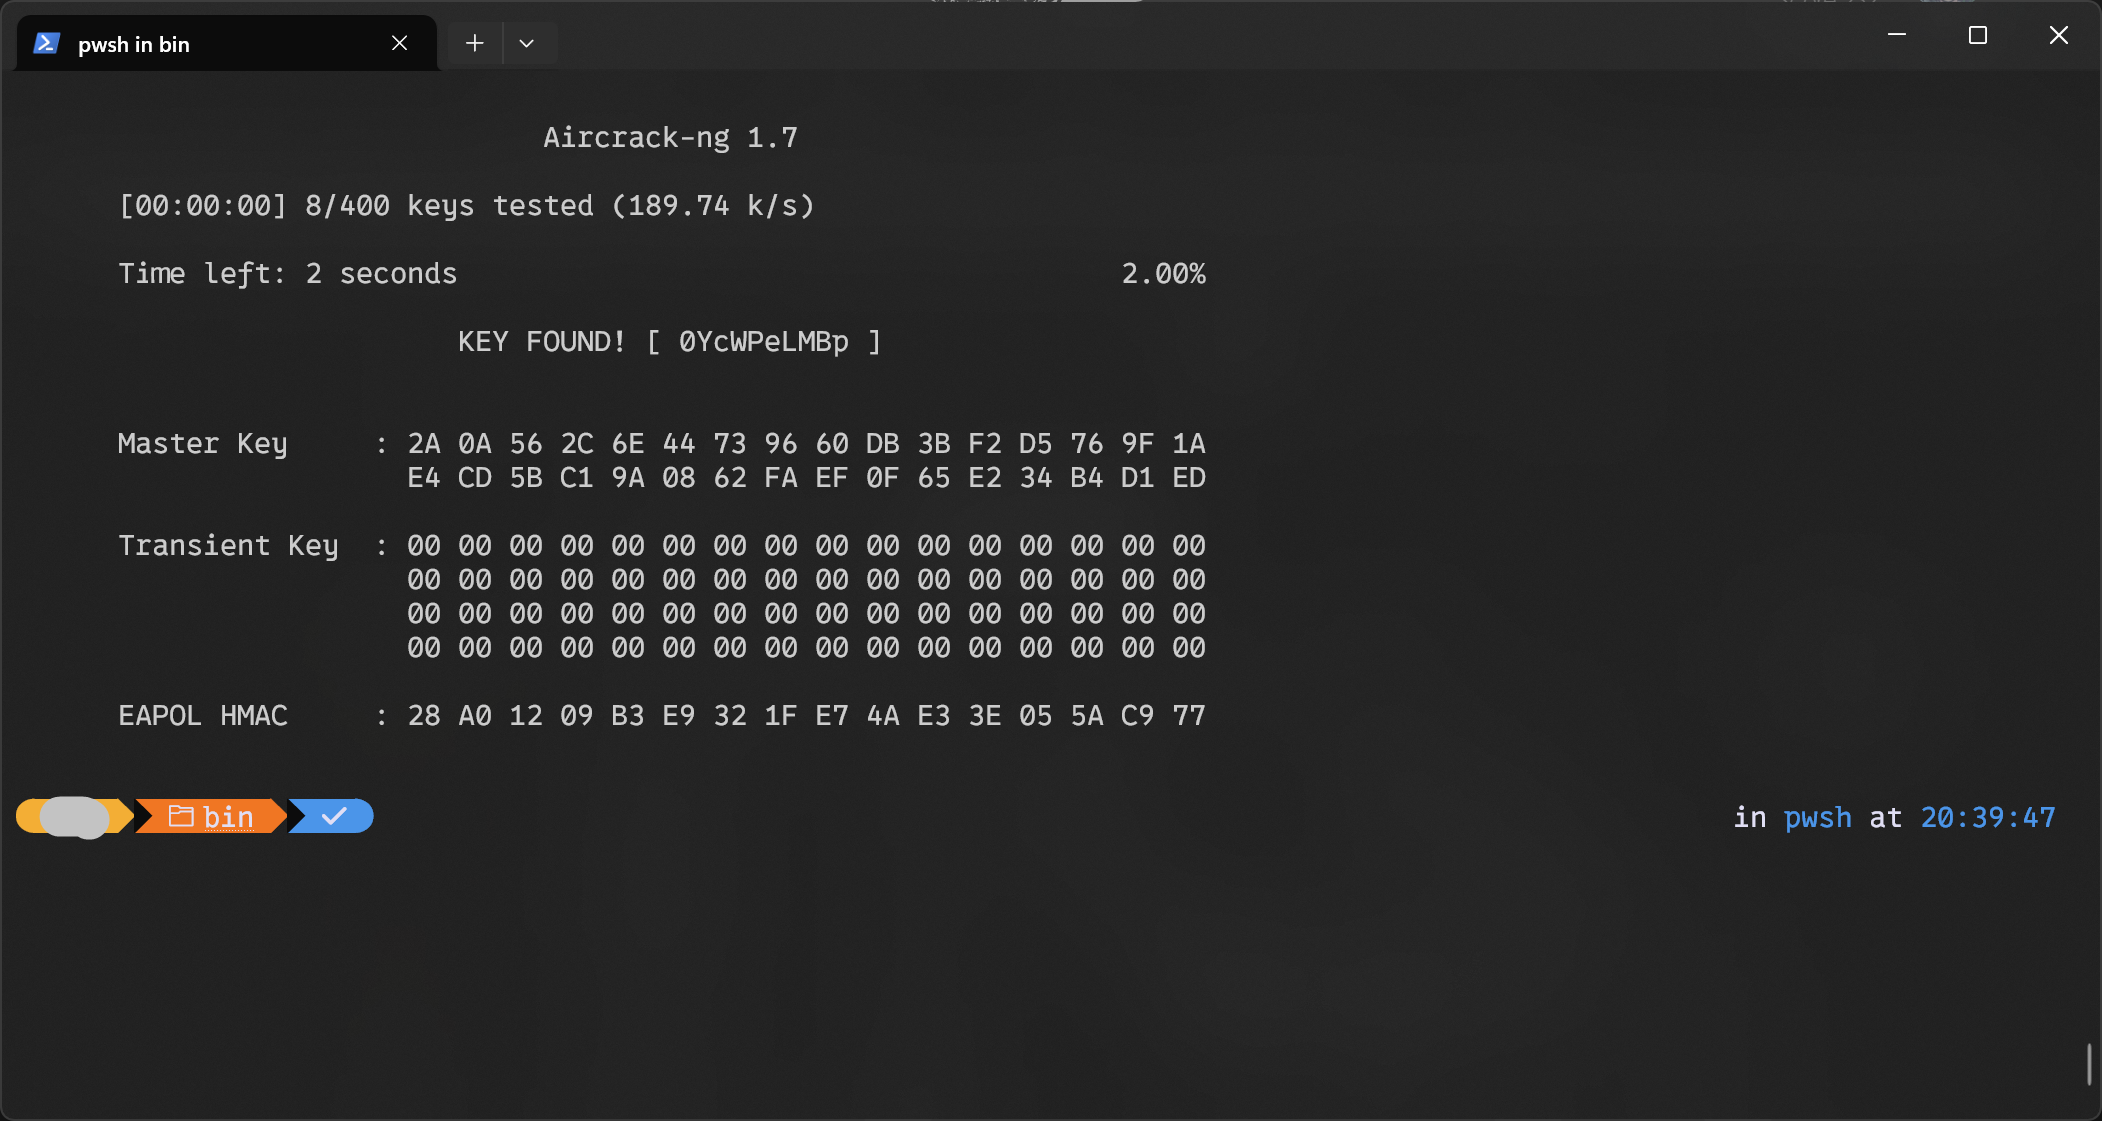 pwsh in bin
Aircrack-ng 1.7
[00:00:00] 8/400 keys tested (189.74 k/s)
Time left: 2 seconds 2.00%
KEY FOUND! [ 0YcWPeLMBp ]
Master Key : 2A 0A 56 2C 6E 44 73 96 60 DB 3B F2 D5 76 9F 1A
E4 CD 5B C1 9A 08 62 FA EF 0F 65 E2 34 B4 D1 ED
Transient Key : 00 00 00 00 00 00 00 00 00 00 00 00 00 00 00 00
00 00 00 00 00 00 00 00 00 00 00 00 00 00 00 00
00 00 00 00 00 00 00 00 00 00 00 00 00 00 00 00
00 00 00 00 00 00 00 00 00 00 00 00 00 00 00 00
EAPOL HMAC : 28 A0 12 09 B3 E9 32 1F E7 4A E3 3E 05 5A C9 77
bin in pwsh at 20:39:47